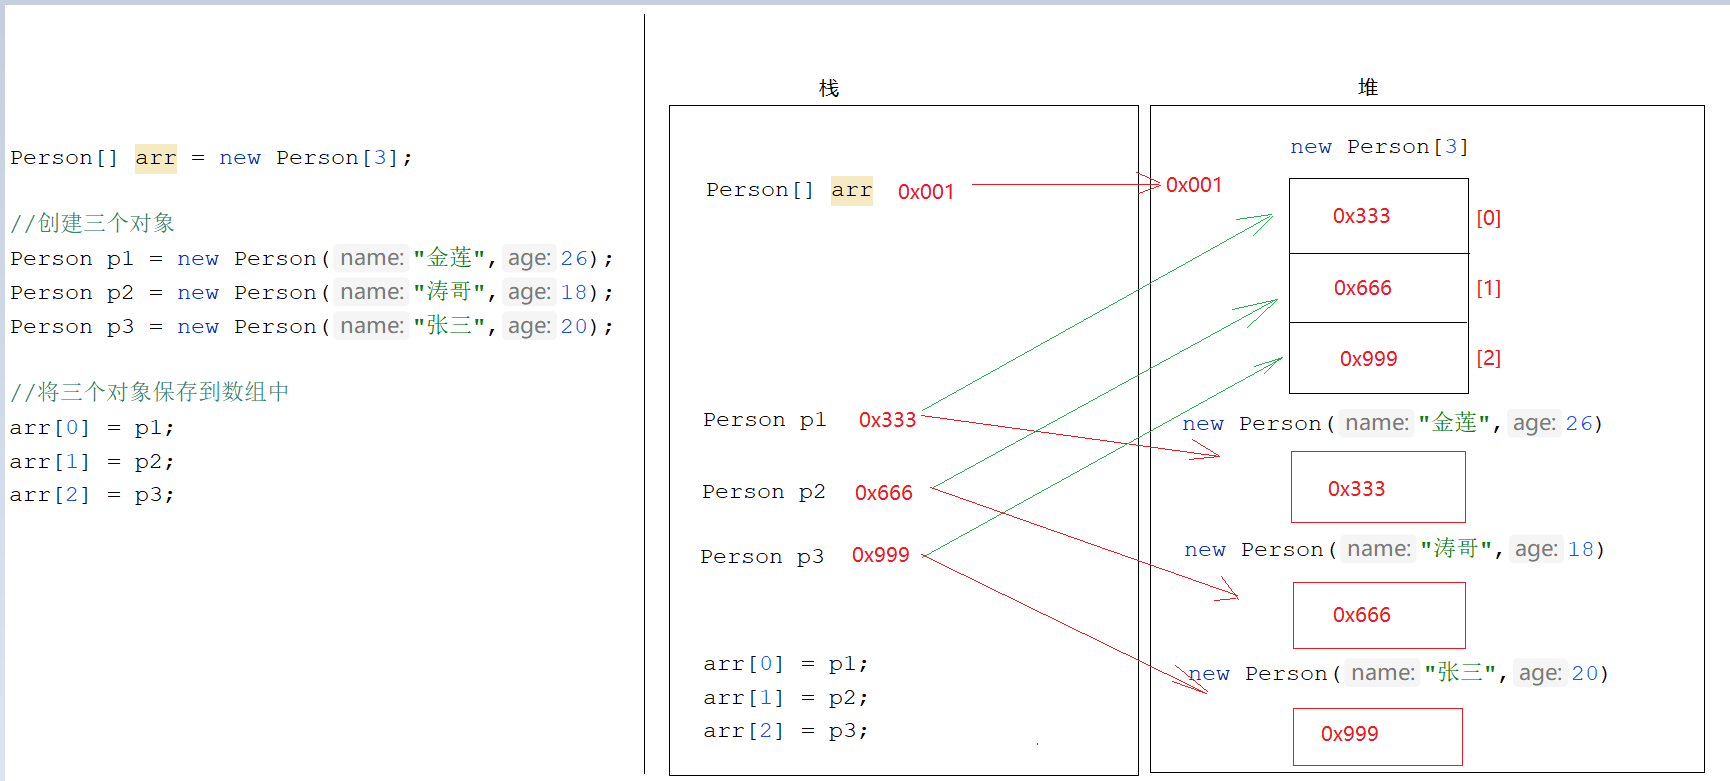 Person[] arr = new Person[3];
//创建三个对象
Person p1 = new Person( name: "金莲", age: 26);
Person p2 = new Person( name: "涛哥", age: 18);
Person p3 = new Person( name: "张三", age: 20);
//将三个对象保存到数组中
arr[0] = p1;
arr[1] = p2;
arr[2] = p3;
栈
Person[] arr 0x001
Person p1 0x333
Person p2 0x666
Person p3 0x999
arr[0] = p1;
arr[1] = p2;
arr[2] = p3;
堆
new Person[3]
0x001
0x333 [0]
0x666 [1]
0x999 [2]
new Person( name: "金莲", age: 26)
0x333
new Person( name: "涛哥", age: 18)
0x666
new Person( name: "张三", age: 20)
0x999